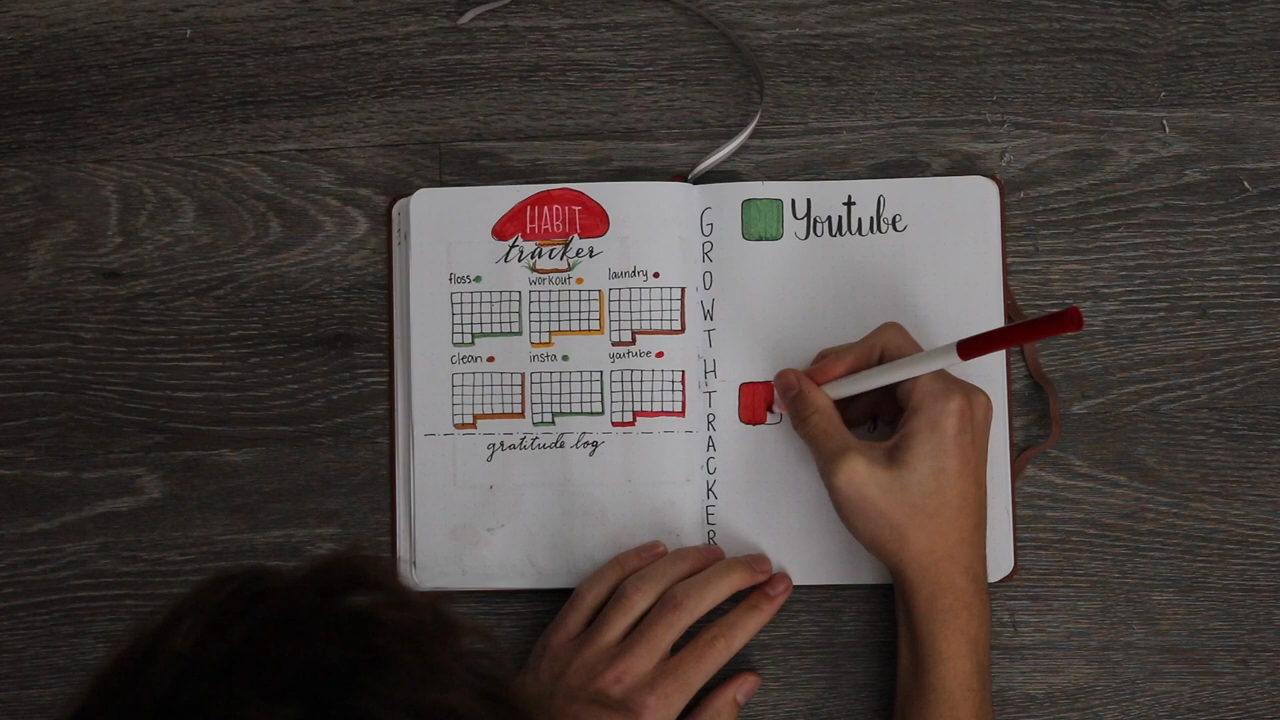 HABIT
tracker
floss
workout
laundry
clean
insta
youtube
gratitude log
GROWTH TRACKER
Youtube